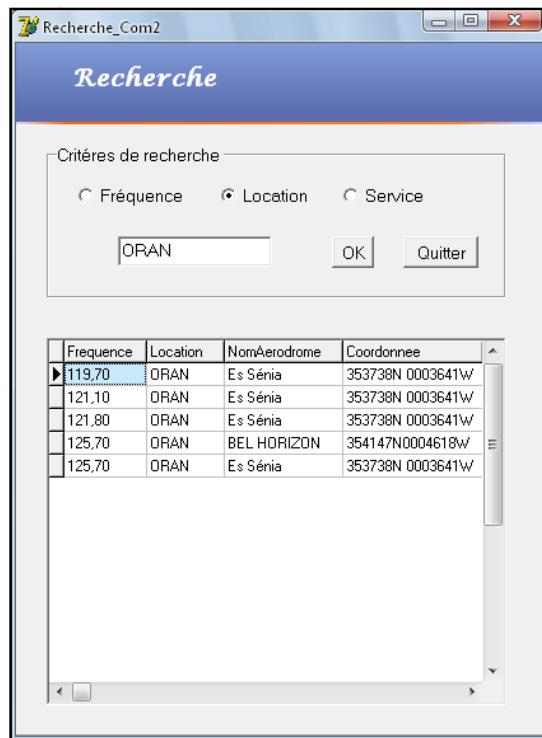 Recherche_Com2
Recherche
Critéres de recherche
Fréquence Location Service
ORAN OK Quitter
Frequence Location NomAerodrome Coordonnee
119,70 ORAN Es Sénia 353738N 0003641W
121,10 ORAN Es Sénia 353738N 0003641W
121,80 ORAN Es Sénia 353738N 0003641W
125,70 ORAN BEL HORIZON 354147N0004618W
125,70 ORAN Es Sénia 353738N 0003641W